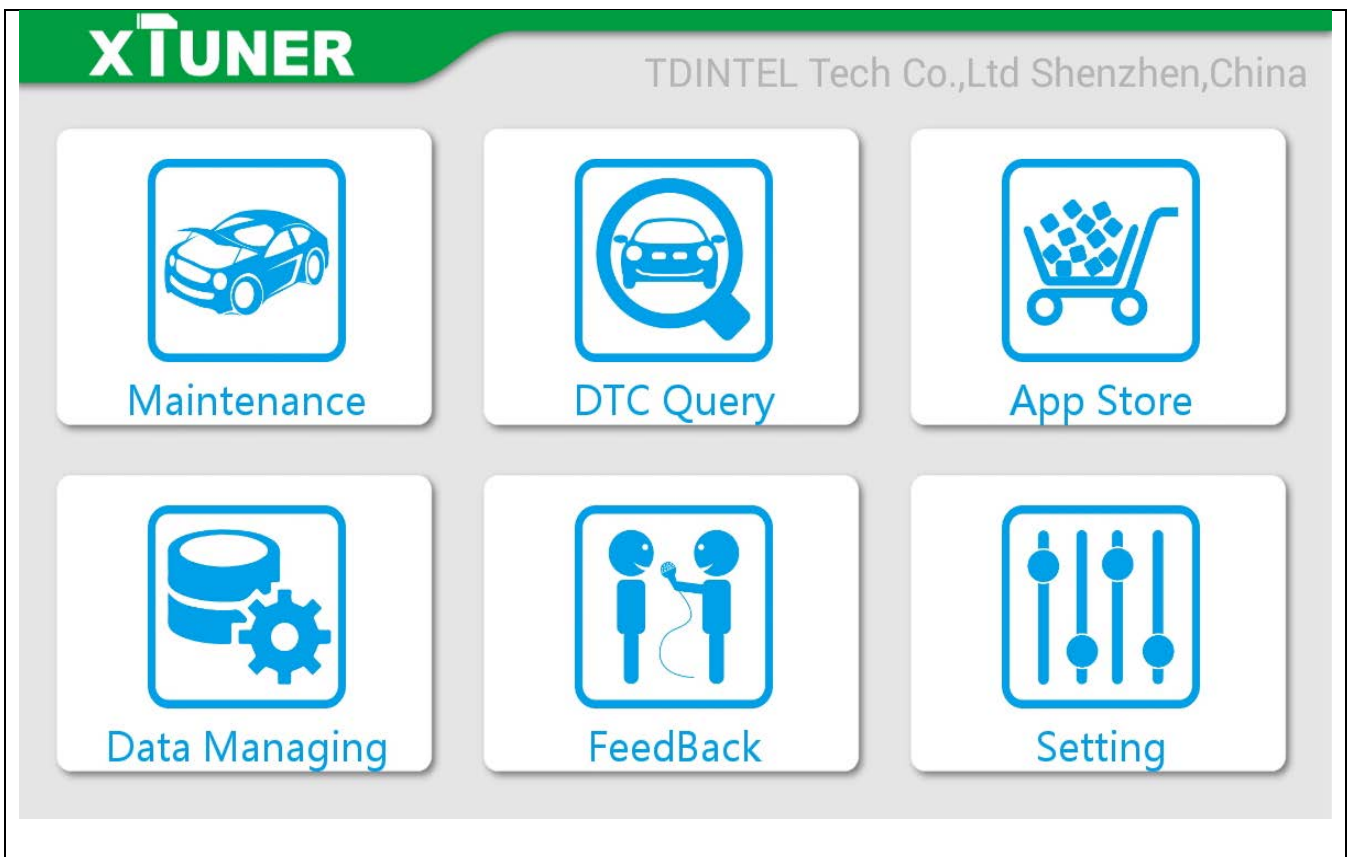 XTUNER
TDINTEL Tech Co.,Ltd Shenzhen,China
Maintenance
DTC Query
App Store
Data Managing
FeedBack
Setting